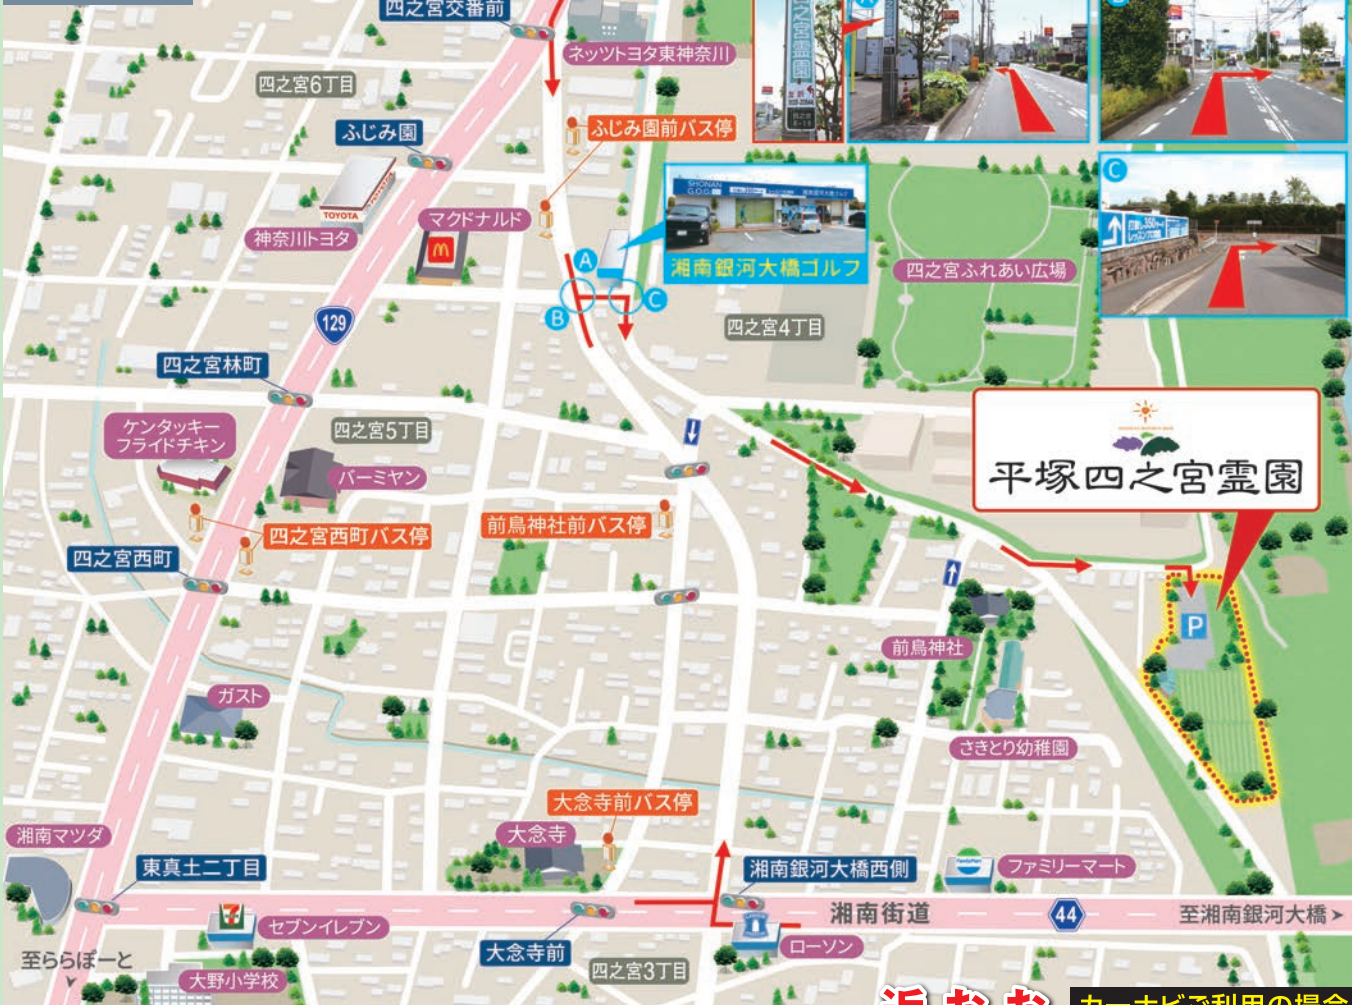 四之宮交番前
ネッツトヨタ東神奈川
四之宮6丁目
ふじみ園
ふじみ園前バス停
TOYOTA
神奈川トヨタ
マクドナルド
A
B
C
SHONAN
G.O.G.
湘南銀河大橋ゴルフ
四之宮ふれあい広場
C
129
四之宮4丁目
四之宮林町
ケンタッキー
フライドチキン
四之宮5丁目
バーミヤン
平塚四之宮霊園
四之宮西町バス停
前鳥神社前バス停
四之宮西町
P
前鳥神社
ガスト
さきとり幼稚園
大念寺前バス停
湘南マツダ
大念寺
東真土二丁目
湘南銀河大橋西側
FamilyMart
ファミリーマート
湘南街道
44
至湘南銀河大橋
7
セブンイレブン
大念寺前
ローソン
至ららぽーと
大野小学校
四之宮3丁目
カーナビご利用の場合